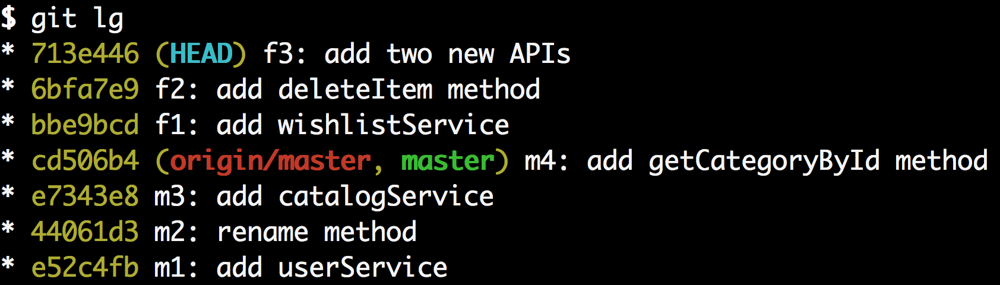 $ git lg
* 713e446 (HEAD) f3: add two new APIs
* 6bfa7e9 f2: add deleteItem method
* bbe9bcd f1: add wishlistService
* cd506b4 (origin/master, master) m4: add getCategoryById method
* e7343e8 m3: add catalogService
* 44061d3 m2: rename method
* e52c4fb m1: add userService